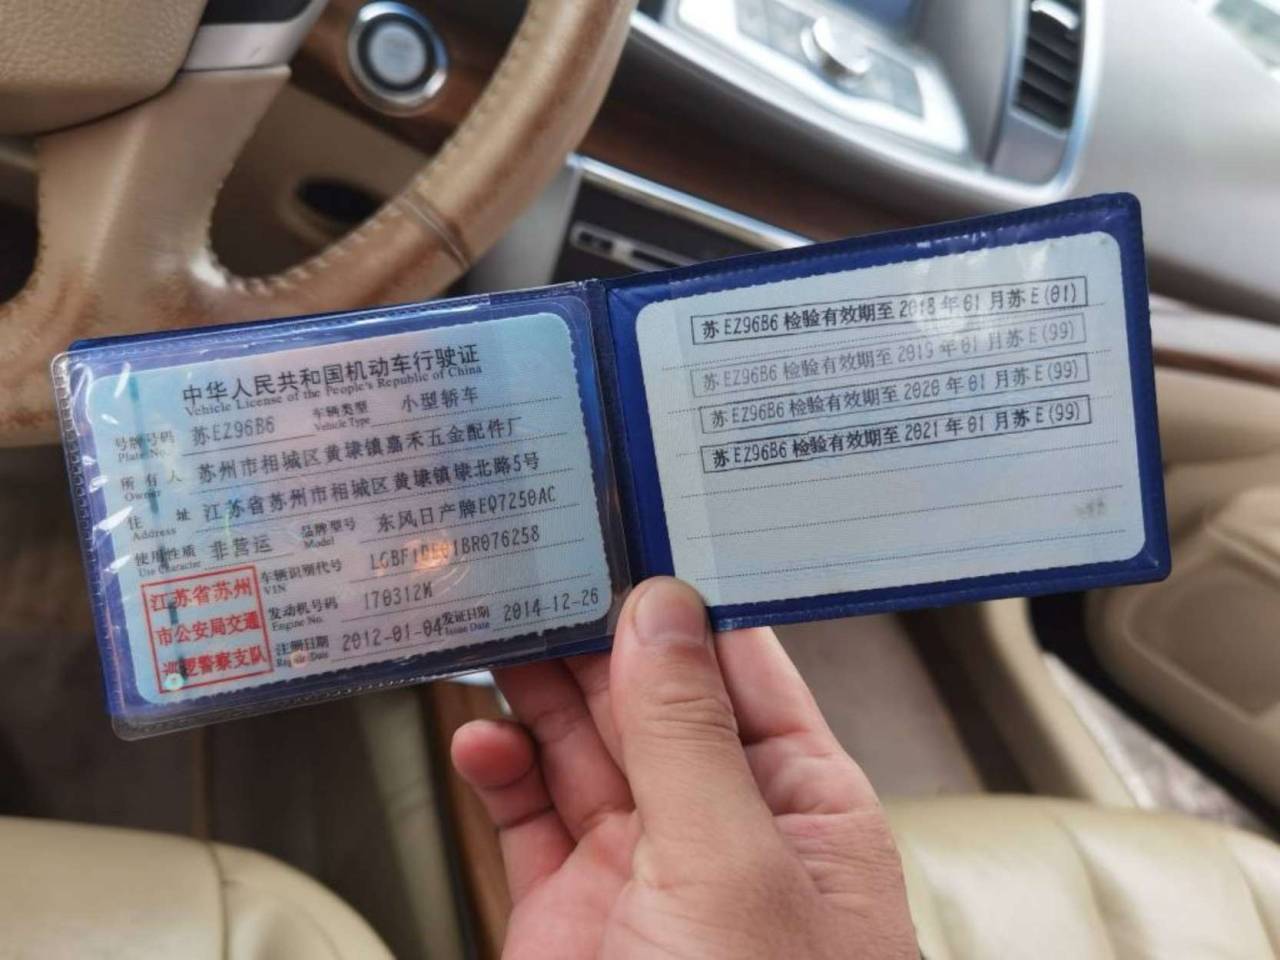 中华人民共和国机动车行驶证
Vehicle License of the People's Republic of China
号牌号码 苏EZ96B6 车辆类型 小型轿车
Plate No. Vehicle Type
所有人 苏州市相城区黄埭镇嘉禾五金配件厂
Owner
住址 江苏省苏州市相城区黄埭镇埭北路5号
Address
使用性质 非营运 品牌型号 东风日产牌EQ7250AC
Use Character Model
车辆识别代号
VIN
发动机号码 170312W
Engine No.
注册日期 2012-01-04 发证日期 2014-12-26
Register Date Issue Date
江苏省苏州
市公安局交通
巡逻警察支队
苏EZ96B6检验有效期至2018年01月苏E(01)
苏EZ96B6检验有效期至2019年01月苏E(99)
苏EZ96B6检验有效期至2020年01月苏E(99)
苏EZ96B6检验有效期至2021年01月苏E(99)